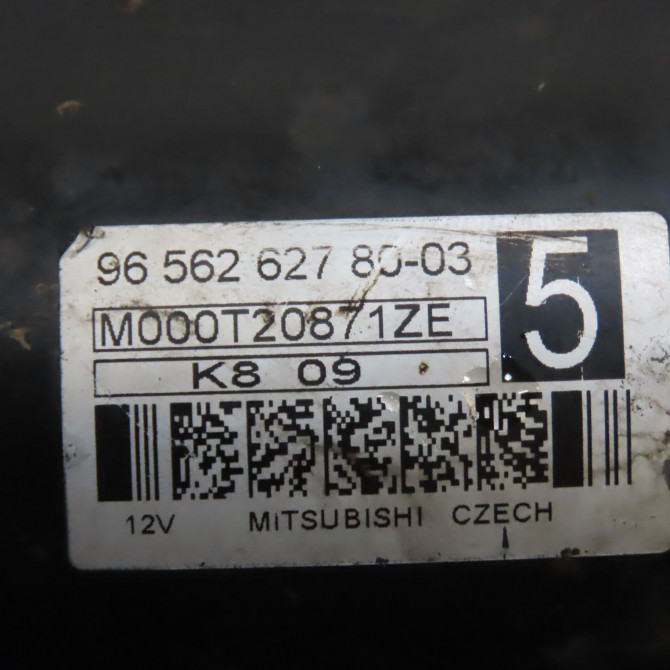 96 562 627 80-03
5
M000T20871ZE
K8 09
12V MITSUBISHI CZECH